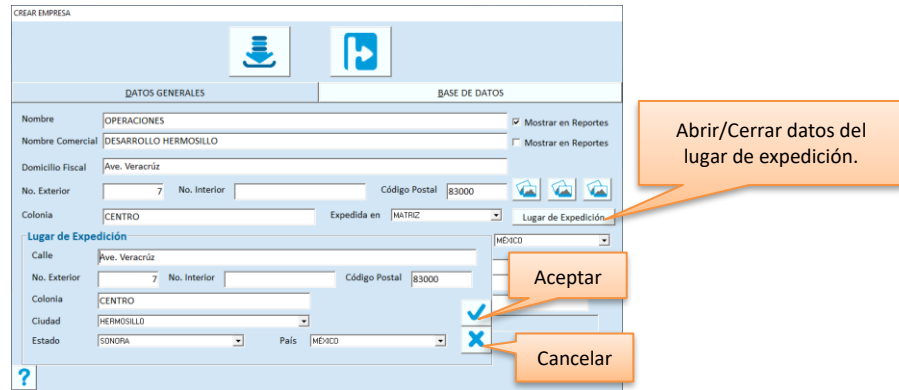 CREAR EMPRESA
DATOS GENERALES BASE DE DATOS
Nombre OPERACIONES Mostrar en Reportes
Nombre Comercial DESARROLLO HERMOSILLO Mostrar en Reportes
Domicilio Fiscal Ave. Veracrúz
No. Exterior 7 No. Interior Código Postal 83000
Colonia CENTRO Expedida en MATRIZ Lugar de Expedición
Abrir/Cerrar datos del
lugar de expedición.
Lugar de Expedición MÉXICO
Calle Ave. Veracrúz
No. Exterior 7 No. Interior Código Postal 83000
Colonia CENTRO
Ciudad HERMOSILLO
Estado SONORA País MÉXICO
Aceptar
Cancelar
?